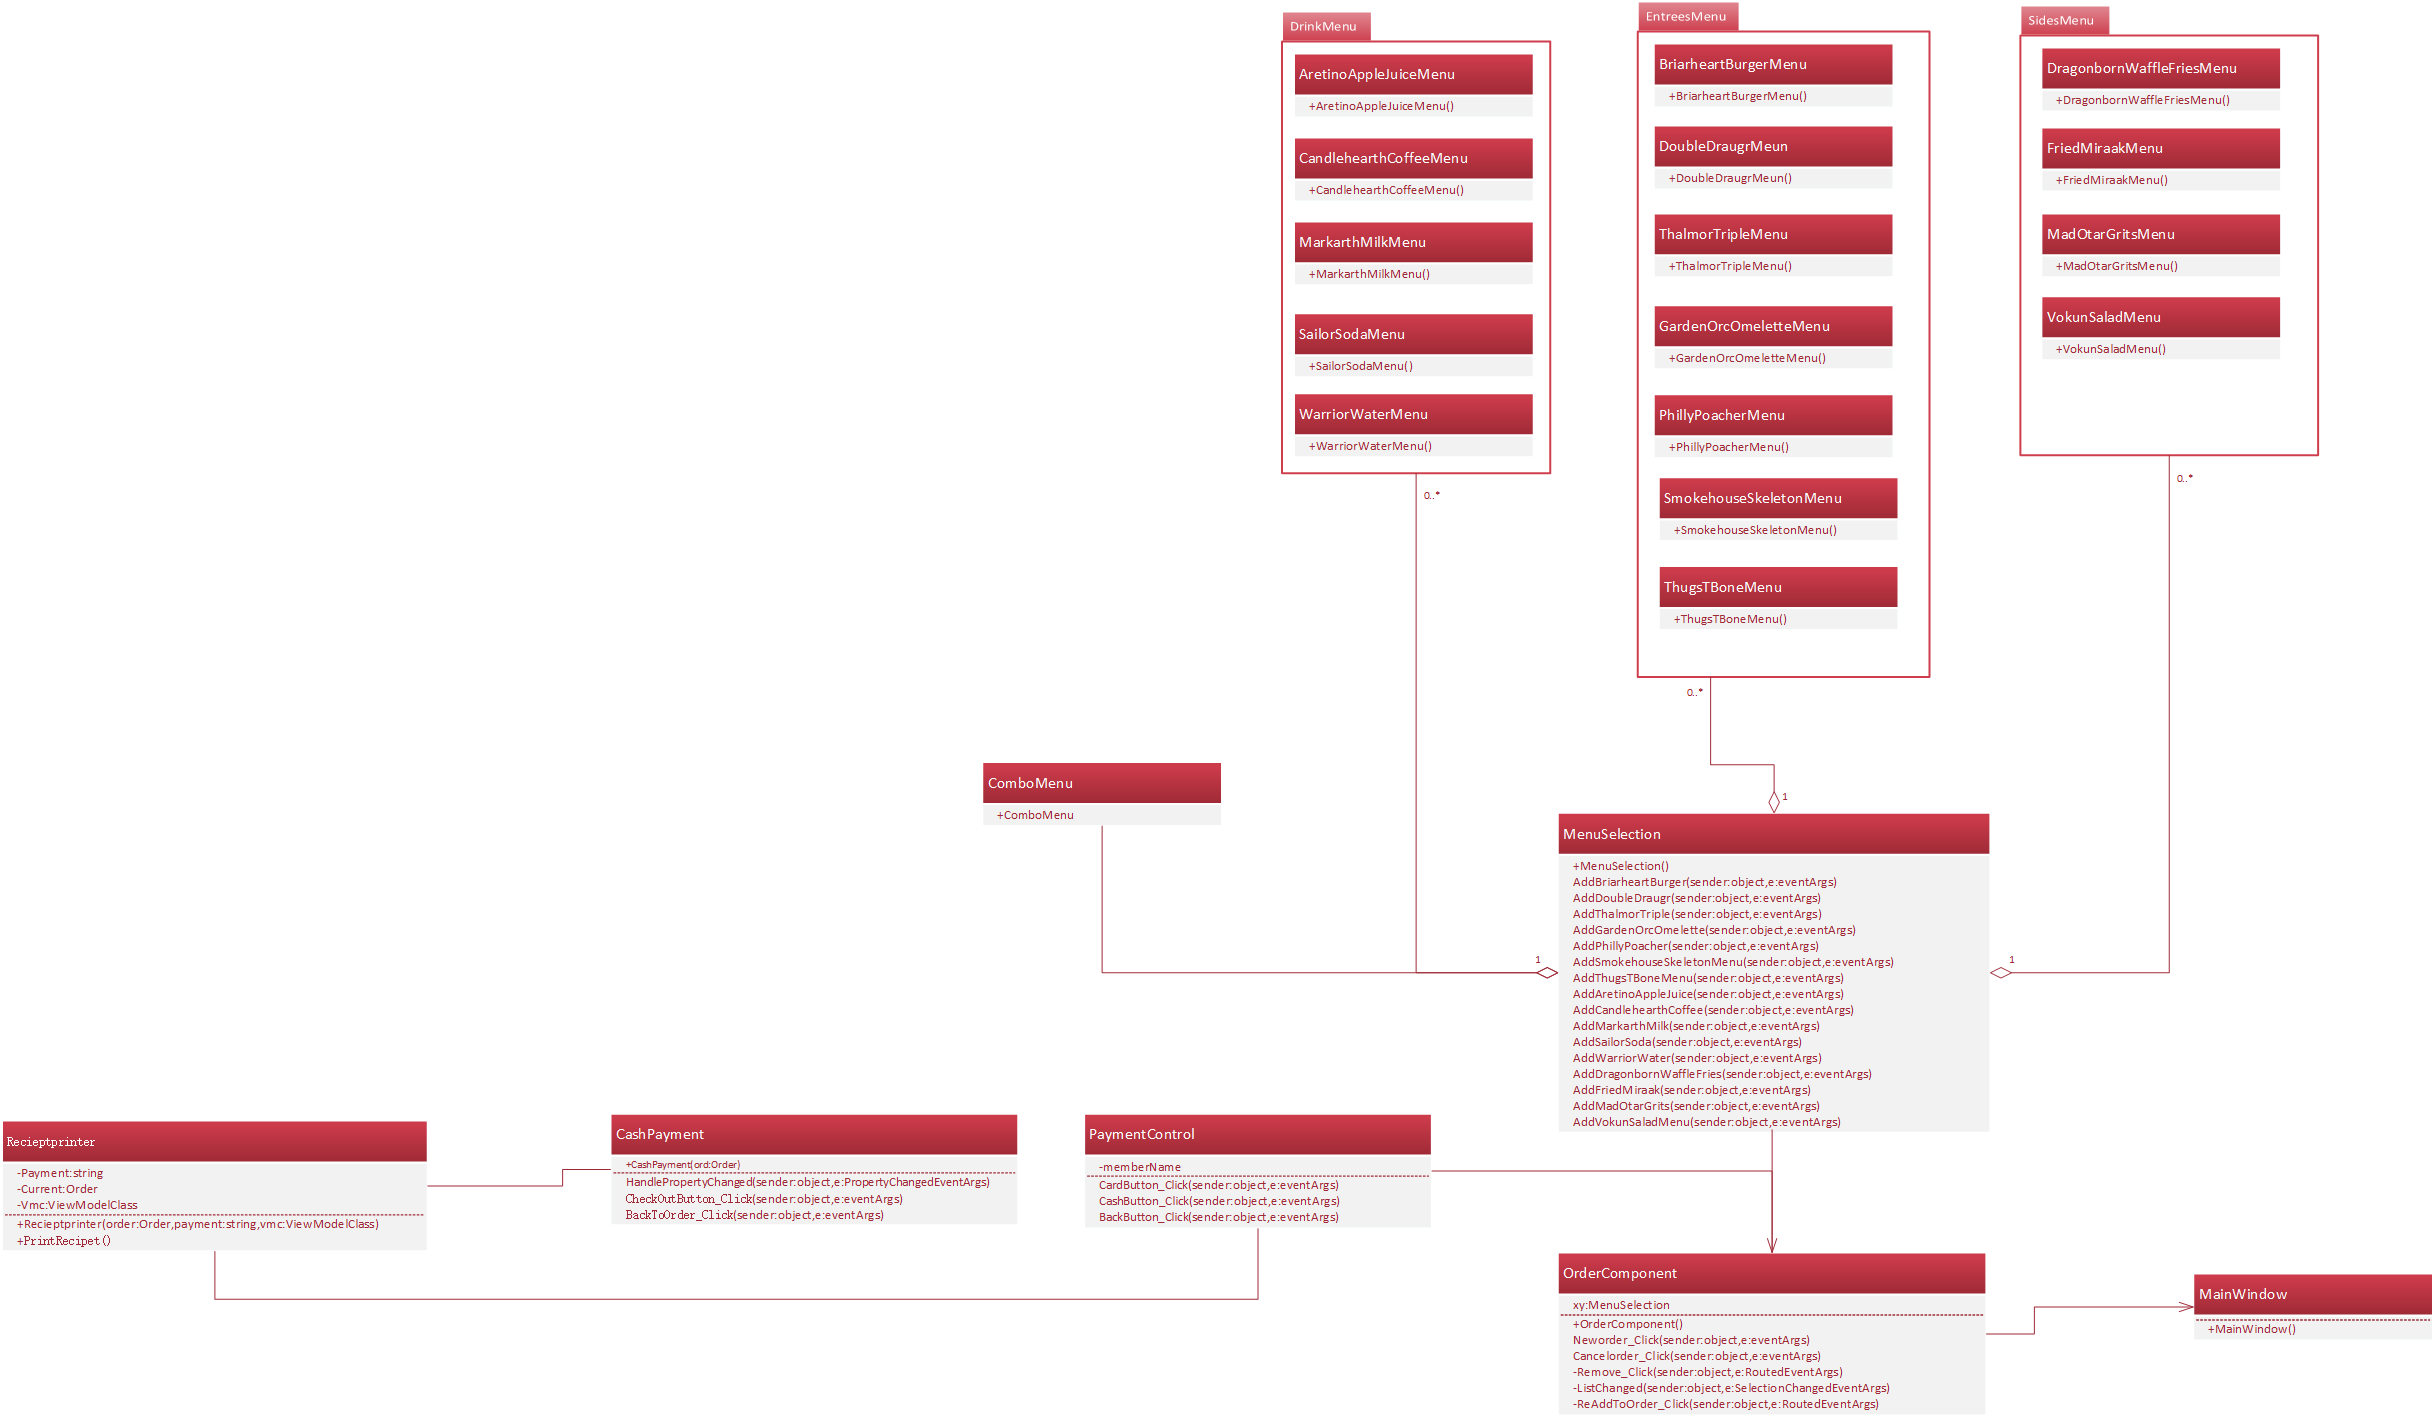 DrinkMenu
AretinoAppleJuiceMenu
+AretinoAppleJuiceMenu()
CandlehearthCoffeeMenu
+CandlehearthCoffeeMenu()
MarkarthMilkMenu
+MarkarthMilkMenu()
SailorSodaMenu
+SailorSodaMenu()
WarriorWaterMenu
+WarriorWaterMenu()
0..*
EntreesMenu
BriarheartBurgerMenu
+BriarheartBurgerMenu()
DoubleDraugrMeun
+DoubleDraugrMeun()
ThalmorTripleMenu
+ThalmorTripleMenu()
GardenOrcOmeletteMenu
+GardenOrcOmeletteMenu()
PhillyPoacherMenu
+PhillyPoacherMenu()
SmokehouseSkeletonMenu
+SmokehouseSkeletonMenu()
ThugsTBoneMenu
+ThugsTBoneMenu()
0..*
SidesMenu
DragonbornWaffleFriesMenu
+DragonbornWaffleFriesMenu()
FriedMiraakMenu
+FriedMiraakMenu()
MadOtarGritsMenu
+MadOtarGritsMenu()
VokunSaladMenu
+VokunSaladMenu()
0..*
ComboMenu
+ComboMenu
1
1
1
MenuSelection
+MenuSelection()
AddBriarheartBurger(sender:object,e:eventArgs)
AddDoubleDraugr(sender:object,e:eventArgs)
AddThalmorTriple(sender:object,e:eventArgs)
AddGardenOrcOmelette(sender:object,e:eventArgs)
AddPhillyPoacher(sender:object,e:eventArgs)
AddSmokehouseSkeletonMenu(sender:object,e:eventArgs)
AddThugsTBoneMenu(sender:object,e:eventArgs)
AddAretinoAppleJuice(sender:object,e:eventArgs)
AddCandlehearthCoffee(sender:object,e:eventArgs)
AddMarkarthMilk(sender:object,e:eventArgs)
AddSailorSoda(sender:object,e:eventArgs)
AddWarriorWater(sender:object,e:eventArgs)
AddDragonbornWaffleFries(sender:object,e:eventArgs)
AddFriedMiraak(sender:object,e:eventArgs)
AddMadOtarGrits(sender:object,e:eventArgs)
AddVokunSaladMenu(sender:object,e:eventArgs)
Recieptprinter
-Payment:string
-Current:Order
-Vmc:ViewModelClass
+Recieptprinter(order:Order,payment:string,vmc:ViewModelClass)
+PrintRecipet()
CashPayment
+CashPayment(ord:Order)
HandlePropertyChanged(sender:object,e:PropertyChangedEventArgs)
CheckOutButton_Click(sender:object,e:eventArgs)
BackToOrder_Click(sender:object,e:eventArgs)
PaymentControl
-memberName
CardButton_Click(sender:object,e:eventArgs)
CashButton_Click(sender:object,e:eventArgs)
BackButton_Click(sender:object,e:eventArgs)
OrderComponent
xy:MenuSelection
+OrderComponent()
Neworder_Click(sender:object,e:eventArgs)
Cancelorder_Click(sender:object,e:eventArgs)
-Remove_Click(sender:object,e:RoutedEventArgs)
-ListChanged(sender:object,e:SelectionChangedEventArgs)
-ReAddToOrder_Click(sender:object,e:RoutedEventArgs)
MainWindow
+MainWindow()